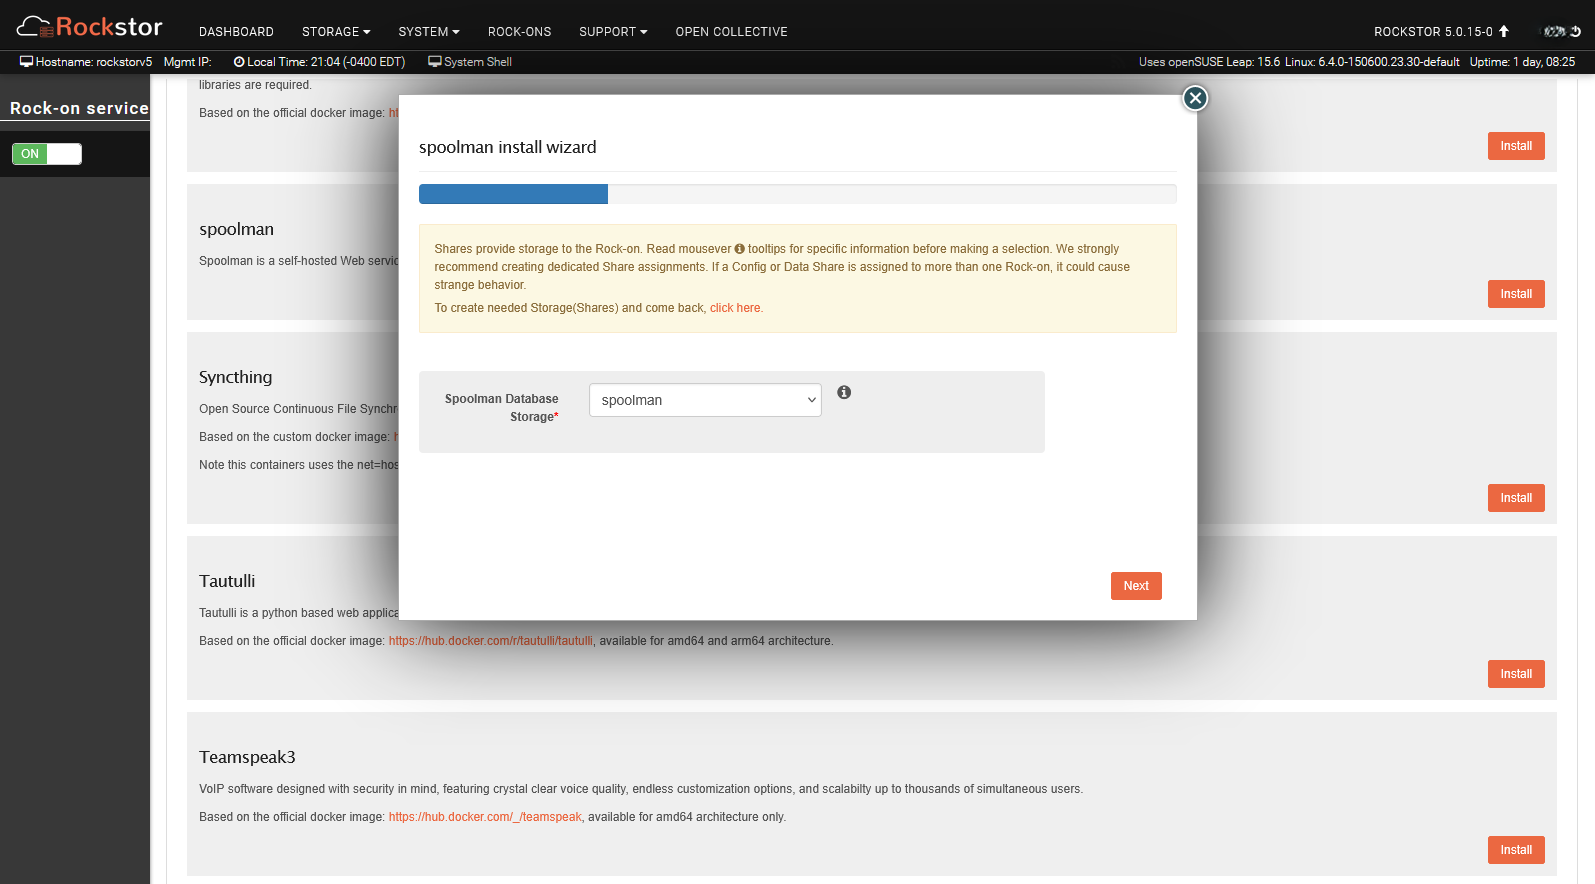 Rockstor DASHBOARD STORAGE SYSTEM ROCK-ONS SUPPORT OPEN COLLECTIVE ROCKSTOR 5.0.15-0
Hostname: rockstorv5 Mgmt IP: Local Time: 21:04 (-0400 EDT) System Shell Uses openSUSE Leap: 15.6 Linux: 6.4.0-150600.23.30-default Uptime: 1 day, 08:25
Rock-on service
ON
libraries are required.
Based on the official docker image:
Install
spoolman install wizard
Shares provide storage to the Rock-on. Read mousever tooltips for specific information before making a selection. We strongly
recommend creating dedicated Share assignments. If a Config or Data Share is assigned to more than one Rock-on, it could cause
strange behavior.
To create needed Storage(Shares) and come back, click here.
Spoolman Database
Storage*
spoolman
Next
spoolman
Spoolman is a self-hosted Web
Install
Syncthing
Open Source Continuous File
Based on the custom docker image:
Note this containers uses the
Install
Tautulli
Tautulli is a python based web
Based on the official docker image: https://hub.docker.com/r/tautulli/tautulli, available for amd64 and arm64 architecture.
Install
Teamspeak3
VoIP software designed with security in mind, featuring crystal clear voice quality, endless customization options, and scalabilty up to thousands of simultaneous users.
Based on the official docker image: https://hub.docker.com/_/teamspeak, available for amd64 architecture only.
Install